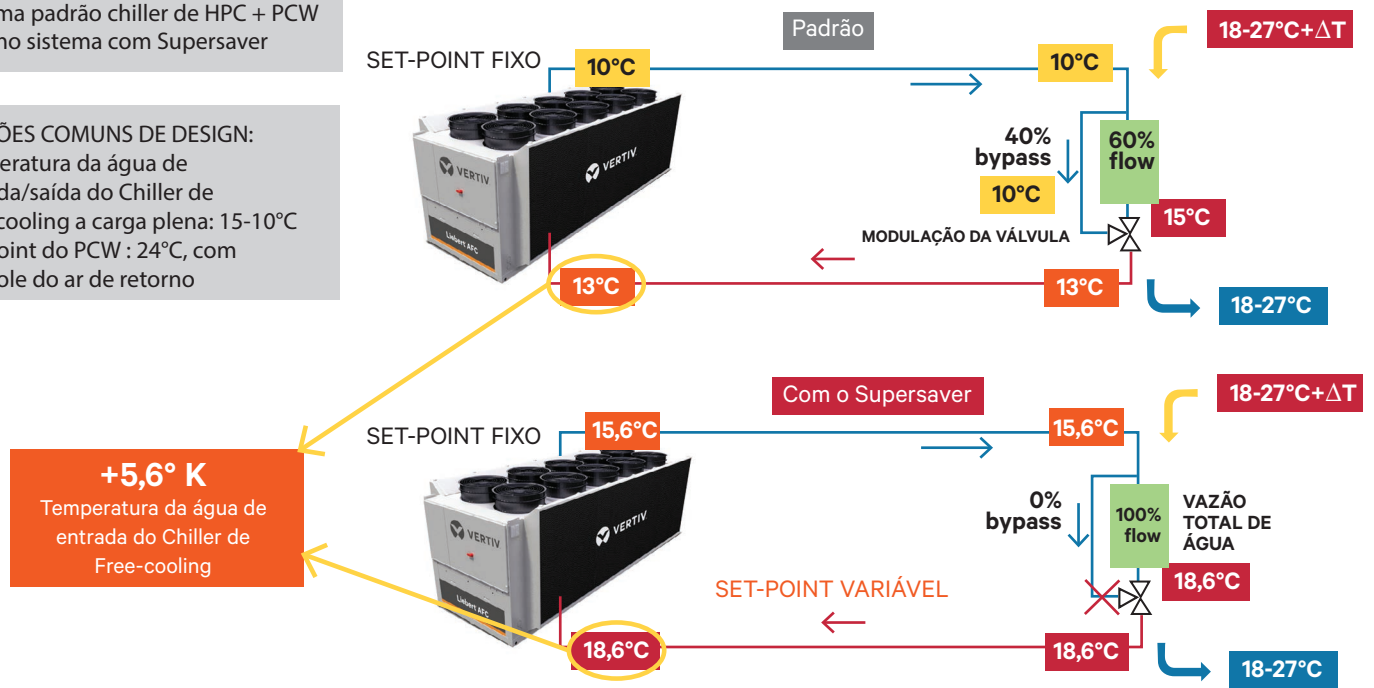 ma padrão chiller de HPC + PCW
no sistema com Supersaver
ÕES COMUNS DE DESIGN:
eratura da água de
da/saída do Chiller de
cooling a carga plena: 15-10°C
oint do PCW : 24°C, com
ole do ar de retorno
Padrão
SET-POINT FIXO
10°C
10°C
18-27°C+ΔT
40%
bypass
10°C
60%
flow
15°C
MODULAÇÃO DA VÁLVULA
VERTIV
VERTIV
Liebert AFC
13°C
13°C
18-27°C
Com o Supersaver
SET-POINT FIXO
15,6°C
15,6°C
18-27°C+ΔT
0%
bypass
100%
flow
VAZÃO
TOTAL DE
ÁGUA
18,6°C
VERTIV
VERTIV
Liebert AFC
SET-POINT VARIÁVEL
18,6°C
18,6°C
18-27°C
+5,6° K
Temperatura da água de
entrada do Chiller de
Free-cooling